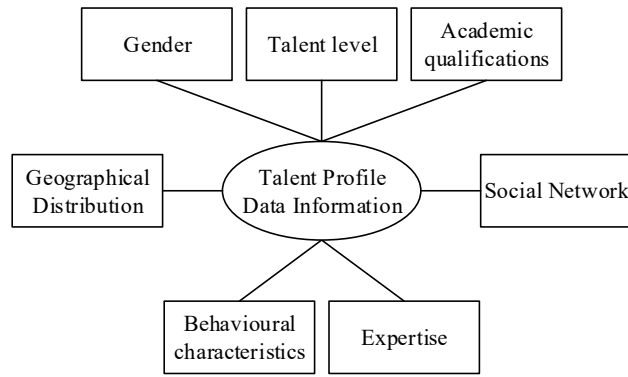 Gender
Talent level
Academic
qualifications
Geographical
Distribution
Talent Profile
Data Information
Social Network
Behavioural
characteristics
Expertise